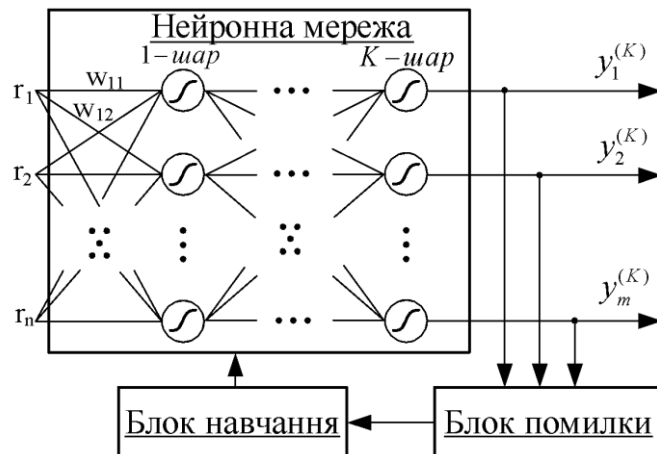 Нейронна мережа
1–шар K–шар
r₁ w₁₁ y₁⁽ᴷ⁾
w₁₂
r₂ y₂⁽ᴷ⁾
rₙ yₘ⁽ᴷ⁾
Блок навчання Блок помилки